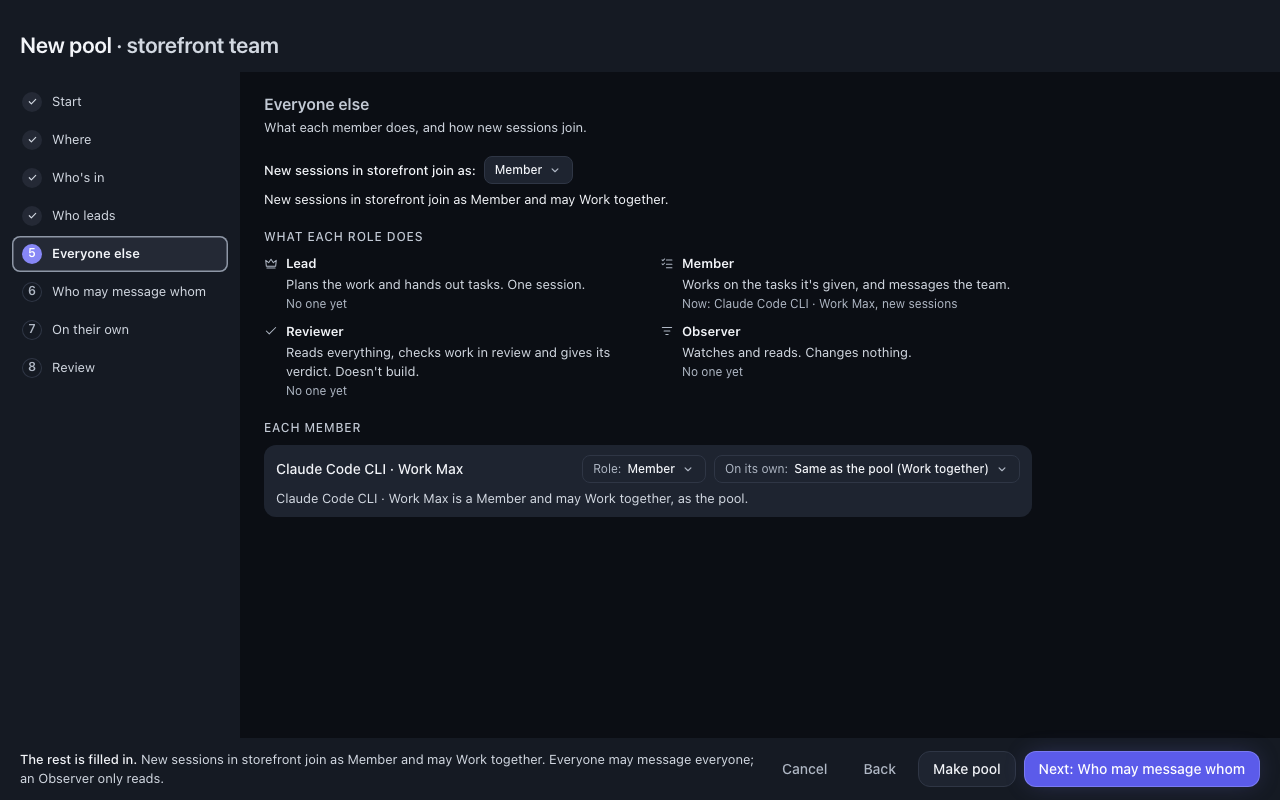 New pool · storefront team
Start
Where
Who's in
Who leads
5 Everyone else
6 Who may message whom
7 On their own
8 Review
Everyone else
What each member does, and how new sessions join.
New sessions in storefront join as: Member
New sessions in storefront join as Member and may Work together.
WHAT EACH ROLE DOES
Lead
Plans the work and hands out tasks. One session.
No one yet
Member
Works on the tasks it's given, and messages the team.
Now: Claude Code CLI · Work Max, new sessions
Reviewer
Reads everything, checks work in review and gives its
verdict. Doesn't build.
No one yet
Observer
Watches and reads. Changes nothing.
No one yet
EACH MEMBER
Claude Code CLI · Work Max
Role: Member
On its own: Same as the pool (Work together)
Claude Code CLI · Work Max is a Member and may Work together, as the pool.
The rest is filled in. New sessions in storefront join as Member and may Work together. Everyone may message everyone;
an Observer only reads.
Cancel
Back
Make pool
Next: Who may message whom